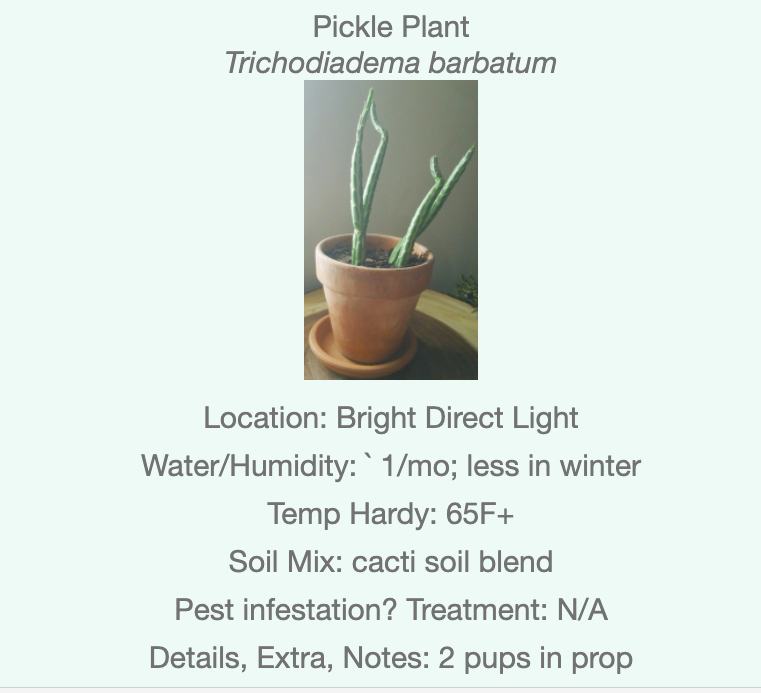 Pickle Plant
Trichodiadema barbatum
Location: Bright Direct Light
Water/Humidity: ` 1/mo; less in winter
Temp Hardy: 65F+
Soil Mix: cacti soil blend
Pest infestation? Treatment: N/A
Details, Extra, Notes: 2 pups in prop